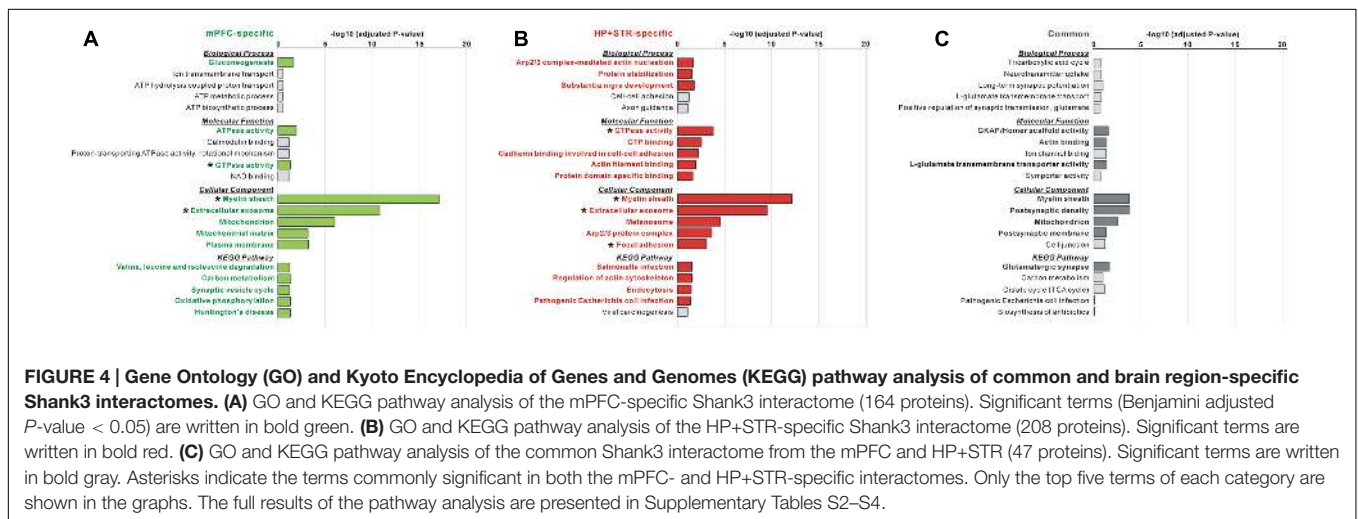 A
mPFC-specific
-log10 (adjusted P-value)
0 5 10 15 20
Biological Process
Gluconeogenesis
Ion transmembrane transport
ATP hydrolysis coupled proton transport
ATP metabolic process
ATP biosynthetic process
Molecular Function
ATPase activity
Calmodulin binding
Proton-transporting ATPase activity, rotational mechanism
* GTPase activity
NAD binding
Cellular Component
* Myelin sheath
* Extracellular exosome
Mitochondrion
Mitochondrial matrix
Plasma membrane
KEGG Pathway
Valine, leucine and isoleucine degradation
Carbon metabolism
Synaptic vesicle cycle
Oxidative phosphorylation
Huntington's disease
B
HP+STR-specific
-log10 (adjusted P-value)
0 5 10 15 20
Biological Process
Arp2/3 complex-mediated actin nucleation
Protein stabilization
Substantia nigra development
Cell-cell adhesion
Axon guidance
Molecular Function
* GTPase activity
GTP binding
Cadherin binding involved in cell-cell adhesion
Actin filament binding
Protein domain specific binding
Cellular Component
* Myelin sheath
* Extracellular exosome
Melanosome
Arp2/3 protein complex
* Focal adhesion
KEGG Pathway
Salmonella infection
Regulation of actin cytoskeleton
Endocytosis
Pathogenic Escherichia coli infection
Viral carcinogenesis
C
Common
-log10 (adjusted P-value)
0 5 10 15 20
Biological Process
Tricarboxylic acid cycle
Neurotransmitter uptake
Long-term synaptic potentiation
L-glutamate transmembrane transport
Positive regulation of synaptic transmission, glutamate
Molecular Function
GKAP/Homer scaffold activity
Actin binding
Ion channel binding
L-glutamate transmembrane transporter activity
Symporter activity
Cellular Component
Myelin sheath
Postsynaptic density
Mitochondrion
Postsynaptic membrane
Cell junction
KEGG Pathway
Glutamatergic synapse
Carbon metabolism
Citrate cycle (TCA cycle)
Pathogenic Escherichia coli infection
Biosynthesis of antibiotics
FIGURE 4 | Gene Ontology (GO) and Kyoto Encyclopedia of Genes and Genomes (KEGG) pathway analysis of common and brain region-specific
Shank3 interactomes. (A) GO and KEGG pathway analysis of the mPFC-specific Shank3 interactome (164 proteins). Significant terms (Benjamini adjusted
P-value < 0.05) are written in bold green. (B) GO and KEGG pathway analysis of the HP+STR-specific Shank3 interactome (208 proteins). Significant terms are
written in bold red. (C) GO and KEGG pathway analysis of the common Shank3 interactome from the mPFC and HP+STR (47 proteins). Significant terms are written
in bold gray. Asterisks indicate the terms commonly significant in both the mPFC- and HP+STR-specific interactomes. Only the top five terms of each category are
shown in the graphs. The full results of the pathway analysis are presented in Supplementary Tables S2–S4.